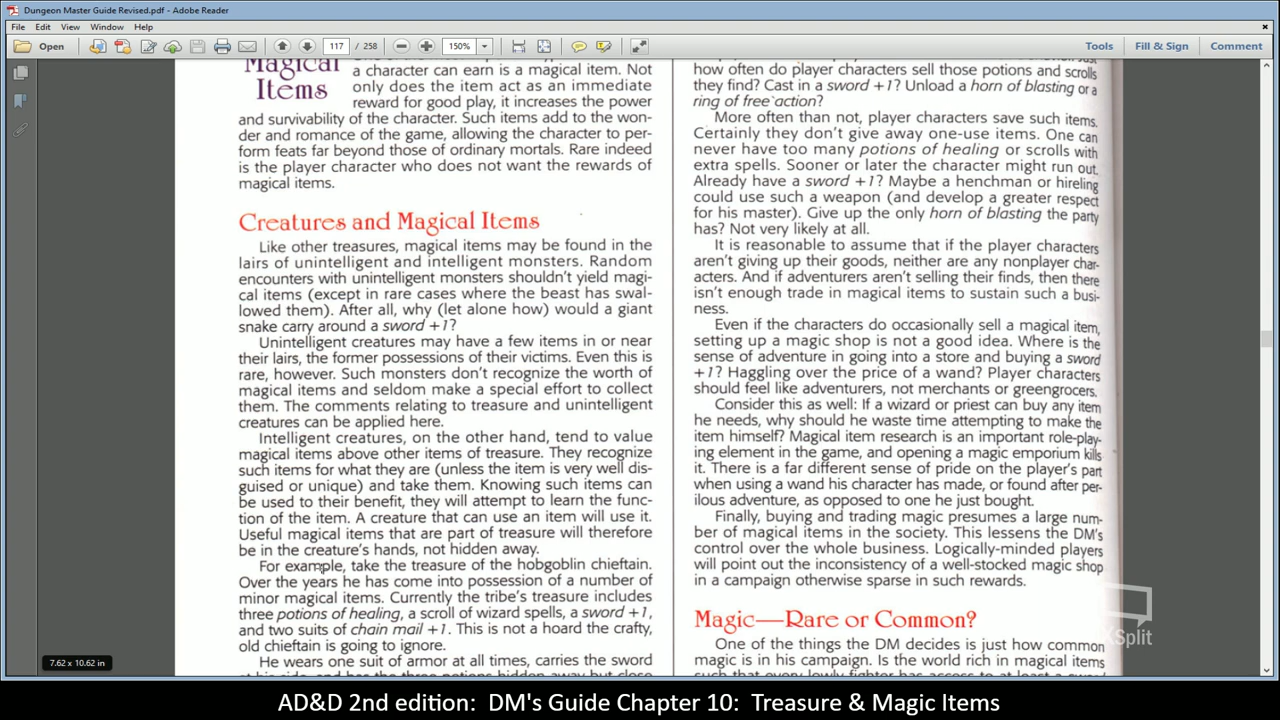 Dungeon Master Guide Revised.pdf - Adobe Reader
File Edit View Window Help
Open
117 / 258
150%
Tools Fill & Sign Comment
Magical
Items
a character can earn is a magical item. Not
only does the item act as an immediate
reward for good play, it increases the power
and survivability of the character. Such items add to the won-
der and romance of the game, allowing the character to per-
form feats far beyond those of ordinary mortals. Rare indeed
is the player character who does not want the rewards of
magical items.
Creatures and Magical Items
Like other treasures, magical items may be found in the
lairs of unintelligent and intelligent monsters. Random
encounters with unintelligent monsters shouldn't yield magi-
cal items (except in rare cases where the beast has swal-
lowed them). After all, why (let alone how) would a giant
snake carry around a sword +1?
Unintelligent creatures may have a few items in or near
their lairs, the former possessions of their victims. Even this is
rare, however. Such monsters don't recognize the worth of
magical items and seldom make a special effort to collect
them. The comments relating to treasure and unintelligent
creatures can be applied here.
Intelligent creatures, on the other hand, tend to value
magical items above other items of treasure. They recognize
such items for what they are (unless the item is very well dis-
guised or unique) and take them. Knowing such items can
be used to their benefit, they will attempt to learn the func-
tion of the item. A creature that can use an item will use it.
Useful magical items that are part of treasure will therefore
be in the creature's hands, not hidden away.
For example, take the treasure of the hobgoblin chieftain.
Over the years he has come into possession of a number of
minor magical items. Currently the tribe's treasure includes
three potions of healing, a scroll of wizard spells, a sword +1,
and two suits of chain mail +1. This is not a hoard the crafty,
old chieftain is going to ignore.
He wears one suit of armor at all times, carries the sword
how often do player characters sell those potions and scrolls
they find? Cast in a sword +1? Unload a horn of blasting or a
ring of free action?
More often than not, player characters save such items.
Certainly they don't give away one-use items. One can
never have too many potions of healing or scrolls with
extra spells. Sooner or later the character might run out.
Already have a sword +1? Maybe a henchman or hireling
could use such a weapon (and develop a greater respect
for his master). Give up the only horn of blasting the party
has? Not very likely at all.
It is reasonable to assume that if the player characters
aren't giving up their goods, neither are any nonplayer char-
acters. And if adventurers aren't selling their finds, then there
isn't enough trade in magical items to sustain such a busi-
ness.
Even if the characters do occasionally sell a magical item,
setting up a magic shop is not a good idea. Where is the
sense of adventure in going into a store and buying a sword
+1? Haggling over the price of a wand? Player characters
should feel like adventurers, not merchants or greengrocers.
Consider this as well: If a wizard or priest can buy any item
he needs, why should he waste time attempting to make the
item himself? Magical item research is an important role-play-
ing element in the game, and opening a magic emporium kills
it. There is a far different sense of pride on the player's part
when using a wand his character has made, or found after per-
ilous adventure, as opposed to one he just bought.
Finally, buying and trading magic presumes a large num-
ber of magical items in the society. This lessens the DM's
control over the whole business. Logically-minded players
will point out the inconsistency of a well-stocked magic shop
in a campaign otherwise sparse in such rewards.
Magic—Rare or Common?
One of the things the DM decides is just how common
magic is in his campaign. Is the world rich in magical items
XSplit
7.62 x 10.62 in
AD&D 2nd edition: DM's Guide Chapter 10: Treasure & Magic Items